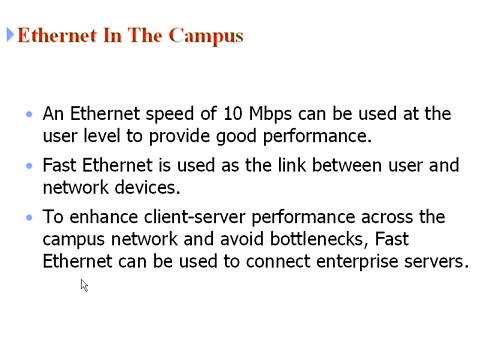 Ethernet In The Campus
An Ethernet speed of 10 Mbps can be used at the
user level to provide good performance.
Fast Ethernet is used as the link between user and
network devices.
To enhance client-server performance across the
campus network and avoid bottlenecks, Fast
Ethernet can be used to connect enterprise servers.